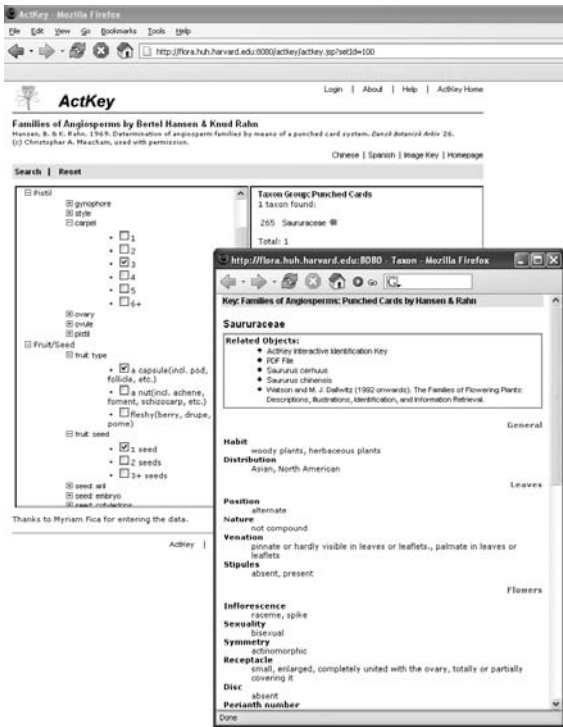 ActKey - Mozilla Firefox
File Edit View Go Bookmarks Tools Help
http://flora.huh.harvard.edu:8080/actkey/actkey.jsp?setId=100
Login | About | Help | ActKey Home
ActKey
Families of Angiosperms by Bertel Hansen & Knud Rahn
Hansen, B. & K. Rahn. 1969. Determination of angiosperm families by means of a punched card system. Dansk Botanisk Arkiv 26.
(c) Christopher A. Meacham, used with permission.
Chinese | Spanish | Image Key | Homepage
Search | Reset
Pistil
gynophore
style
carpel
1
2
3
4
5
6+
ovary
ovule
pistil
Fruit/Seed
fruit type
a capsule(incl. pod,
follicla, etc.)
a nut(incl. achene,
foment, schizocarp, etc.)
fleshy(berry, drupe,
pome)
fruit seed
1 seed
2 seeds
3+ seeds
seed: aril
seed: embryo
seed: cotyledons
Taxon Group: Punched Cards
1 taxon found:
265 Saururaceae
Total: 1
Thanks to Myriam Fica for entering the data.
ActKey |
http://flora.huh.harvard.edu:8080 - Taxon - Mozilla Firefox
Go
Key: Families of Angiosperms: Punched Cards by Hansen & Rahn
Saururaceae
Related Objects:
ActKey Interactive Identification Key
PDF File
Saururus cernuus
Saururus chinensis
Watson and M. J. Dallwitz (1992 onwards). The Families of Flowering Plants:
Descriptions, Illustrations, Identification, and Information Retrieval.
General
Habit
woody plants, herbaceous plants
Distribution
Asian, North American
Leaves
Position
alternate
Nature
not compound
Venation
pinnate or hardly visible in leaves or leaflets., palmate in leaves or
leaflets
Stipules
absent, present
Flowers
Inflorescence
raceme, spike
Sexuality
bisexual
Symmetry
actinomorphic
Receptacle
small, enlarged, completely united with the ovary, totally or partially
covering it
Disc
absent
Perianth number
Done